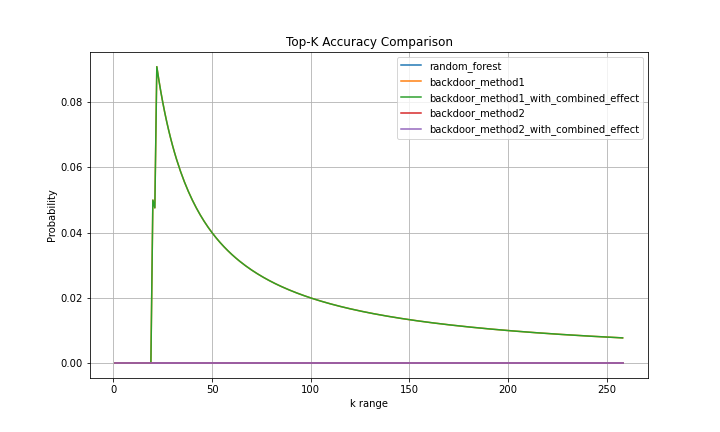 Top-K Accuracy Comparison
random_forest
backdoor_method1
backdoor_method1_with_combined_effect
backdoor_method2
backdoor_method2_with_combined_effect
Probability
0.08
0.06
0.04
0.02
0.00
0 50 100 150 200 250
k range